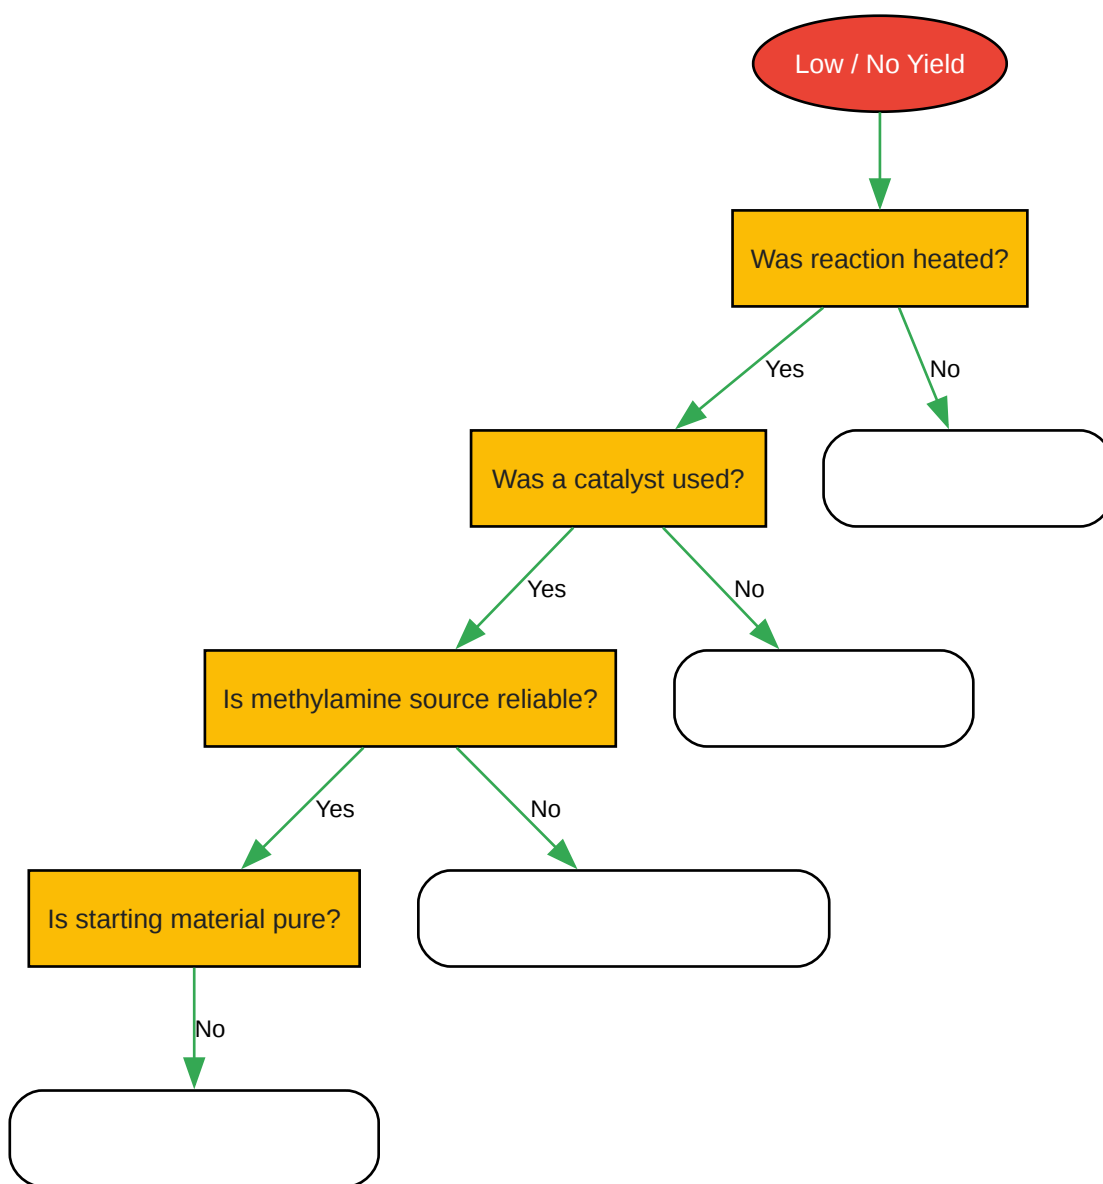 Low / No Yield
Was reaction heated?
Yes
No
Was a catalyst used?
Yes
No
Is methylamine source reliable?
Yes
No
Is starting material pure?
No